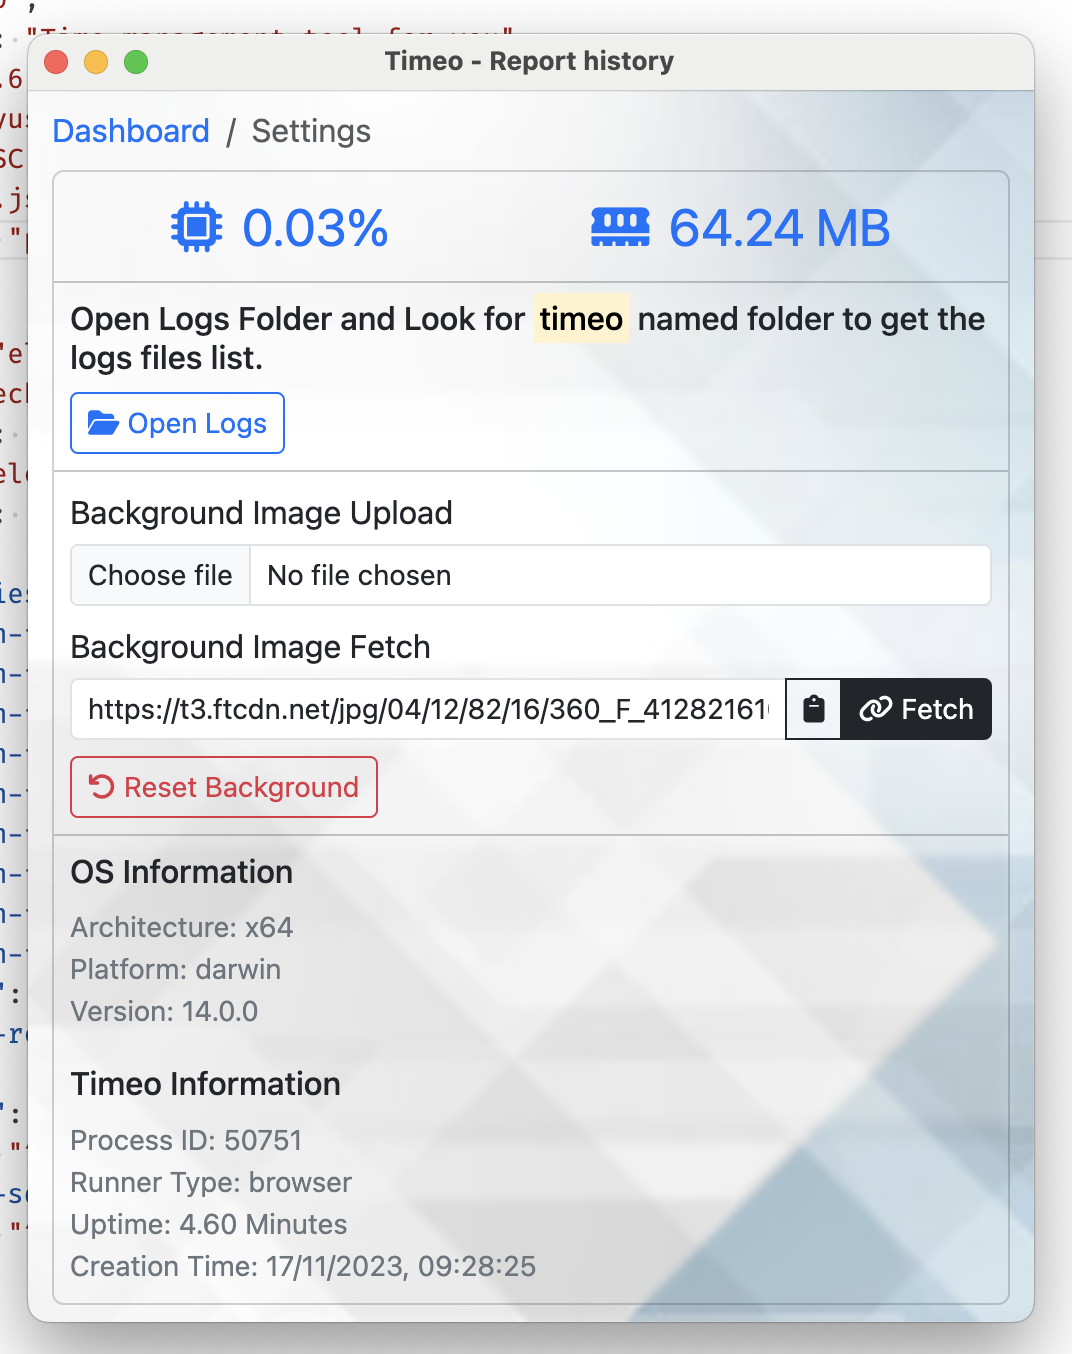 Timeo - Report history
Dashboard / Settings
0.03% 64.24 MB
Open Logs Folder and Look for timeo named folder to get the
logs files list.
Open Logs
Background Image Upload
Choose file No file chosen
Background Image Fetch
https://t3.ftcdn.net/jpg/04/12/82/16/360_F_41282161 Fetch
Reset Background
OS Information
Architecture: x64
Platform: darwin
Version: 14.0.0
Timeo Information
Process ID: 50751
Runner Type: browser
Uptime: 4.60 Minutes
Creation Time: 17/11/2023, 09:28:25